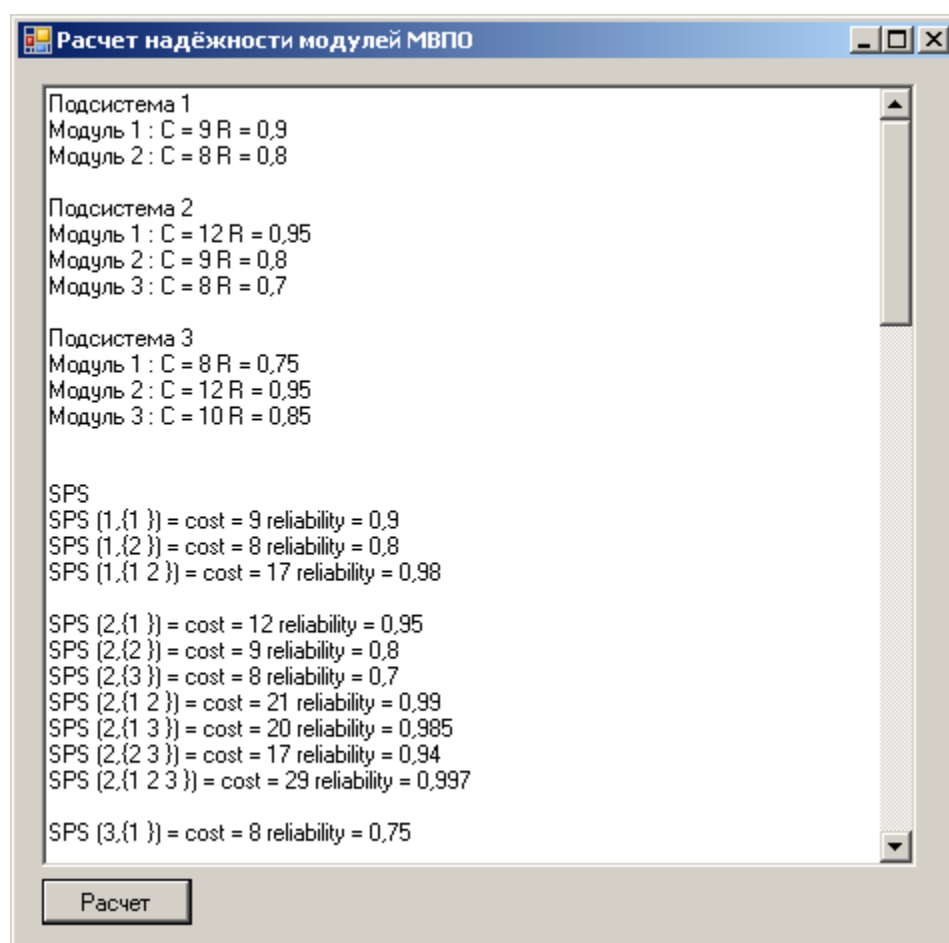 Расчет надёжности модулей МВПО
Подсистема 1
Модуль 1 : C = 9 R = 0,9
Модуль 2 : C = 8 R = 0,8
Подсистема 2
Модуль 1 : C = 12 R = 0,95
Модуль 2 : C = 9 R = 0,8
Модуль 3 : C = 8 R = 0,7
Подсистема 3
Модуль 1 : C = 8 R = 0,75
Модуль 2 : C = 12 R = 0,95
Модуль 3 : C = 10 R = 0,85
SPS
SPS (1,{1 }) = cost = 9 reliability = 0,9
SPS (1,{2 }) = cost = 8 reliability = 0,8
SPS (1,{1 2 }) = cost = 17 reliability = 0,98
SPS (2,{1 }) = cost = 12 reliability = 0,95
SPS (2,{2 }) = cost = 9 reliability = 0,8
SPS (2,{3 }) = cost = 8 reliability = 0,7
SPS (2,{1 2 }) = cost = 21 reliability = 0,99
SPS (2,{1 3 }) = cost = 20 reliability = 0,985
SPS (2,{2 3 }) = cost = 17 reliability = 0,94
SPS (2,{1 2 3 }) = cost = 29 reliability = 0,997
SPS (3,{1 }) = cost = 8 reliability = 0,75
Расчет